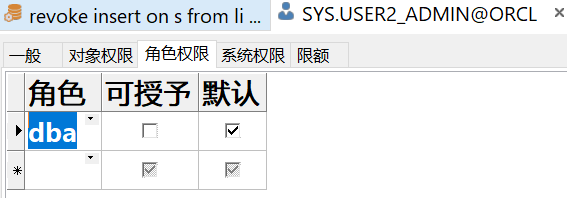 revoke insert on s from li ... SYS.USER2_ADMIN@ORCL
一般 对象权限 角色权限 系统权限 限额
角色 可授予 默认
dba